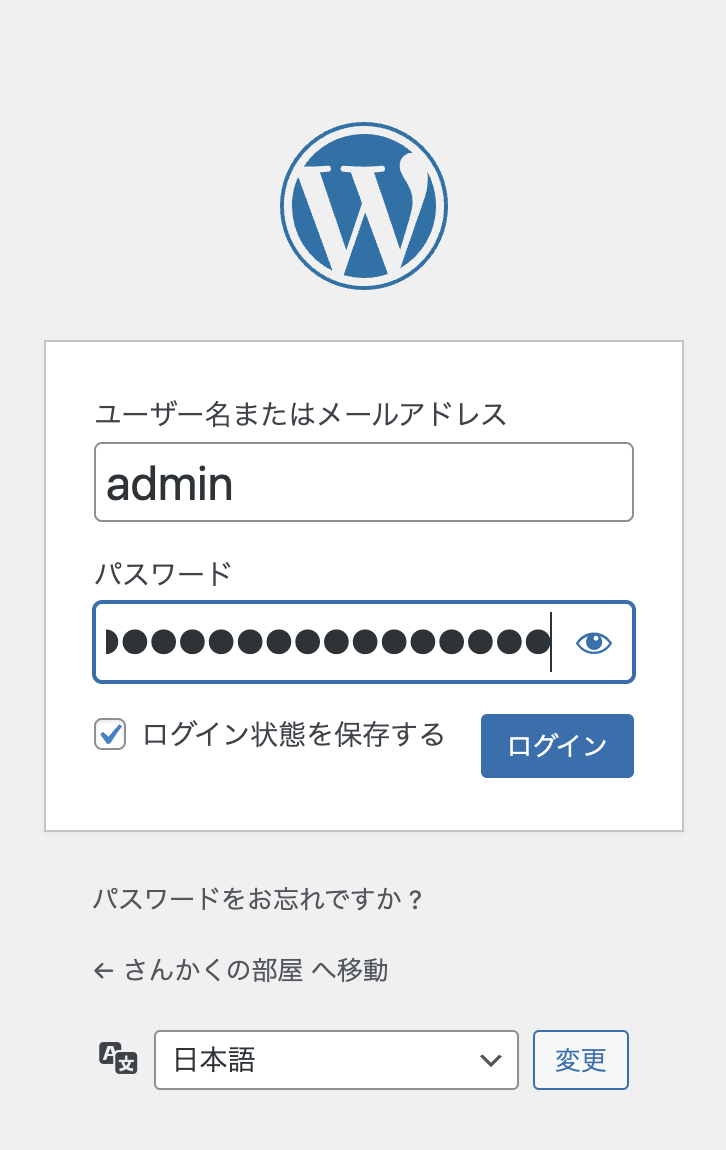 ユーザー名またはメールアドレス
admin
パスワード
ログイン状態を保存する
ログイン
パスワードをお忘れですか ?
← さんかくの部屋 へ移動
日本語
変更